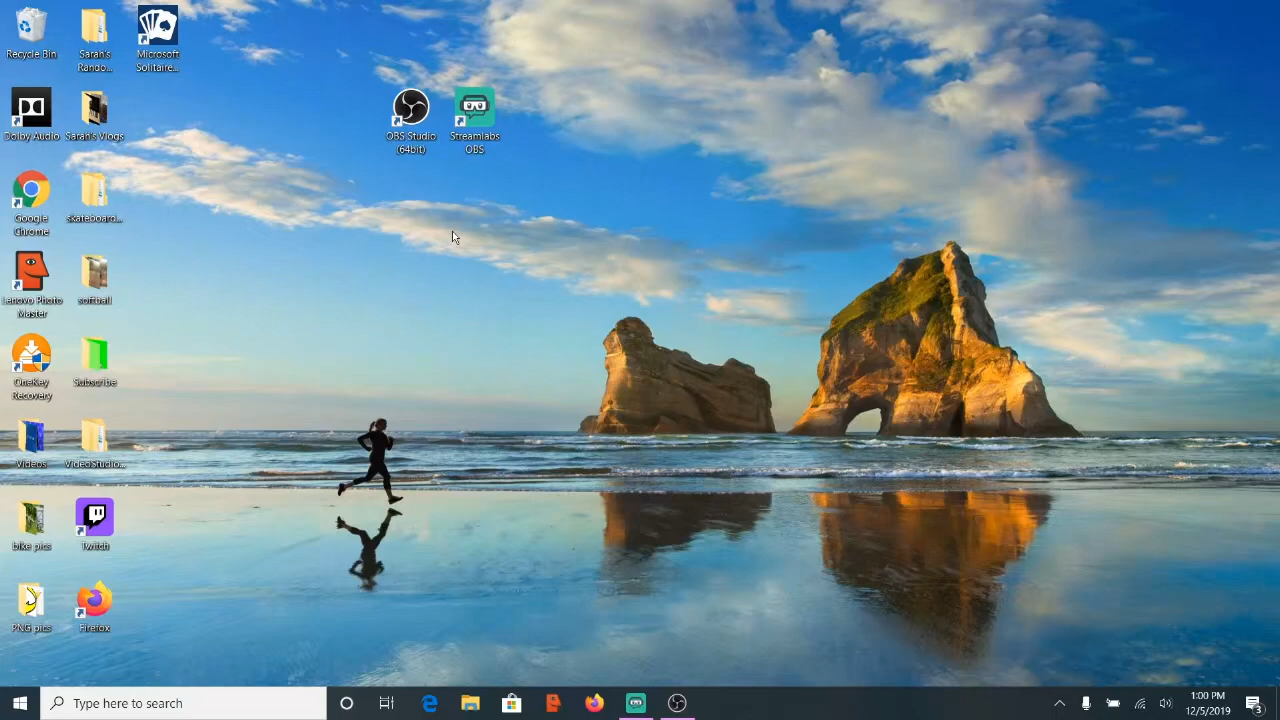 Recycle Bin
Sarah's
Rando...
Microsoft
Solitaire...
Dolby Audio
Sarah's Vlogs
OBS Studio
(64bit)
Streamlabs
OBS
Google
Chrome
skateboard...
Lenovo Photo
Master
softball
OneKey
Recovery
Subscribe
Videos
VideoStudio...
bike pics
Twitch
PNG pics
Firefox
Type here to search
1:00 PM
12/5/2019
3